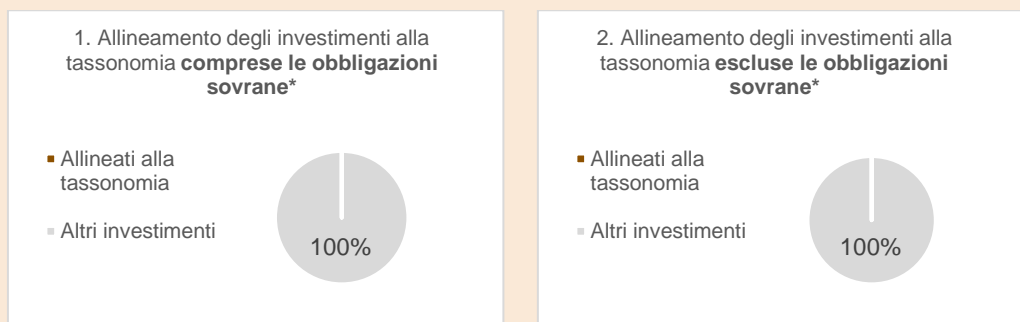 1. Allineamento degli investimenti alla
tassonomia comprese le obbligazioni
sovrane*
Allineati alla
tassonomia
Altri investimenti
100%
2. Allineamento degli investimenti alla
tassonomia escluse le obbligazioni
sovrane*
Allineati alla
tassonomia
Altri investimenti
100%